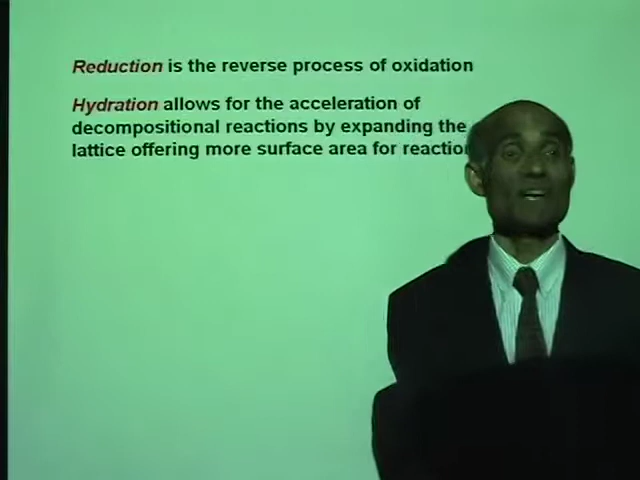 Reduction is the reverse process of oxidation
Hydration allows for the acceleration of
decompositional reactions by expanding the
lattice offering more surface area for